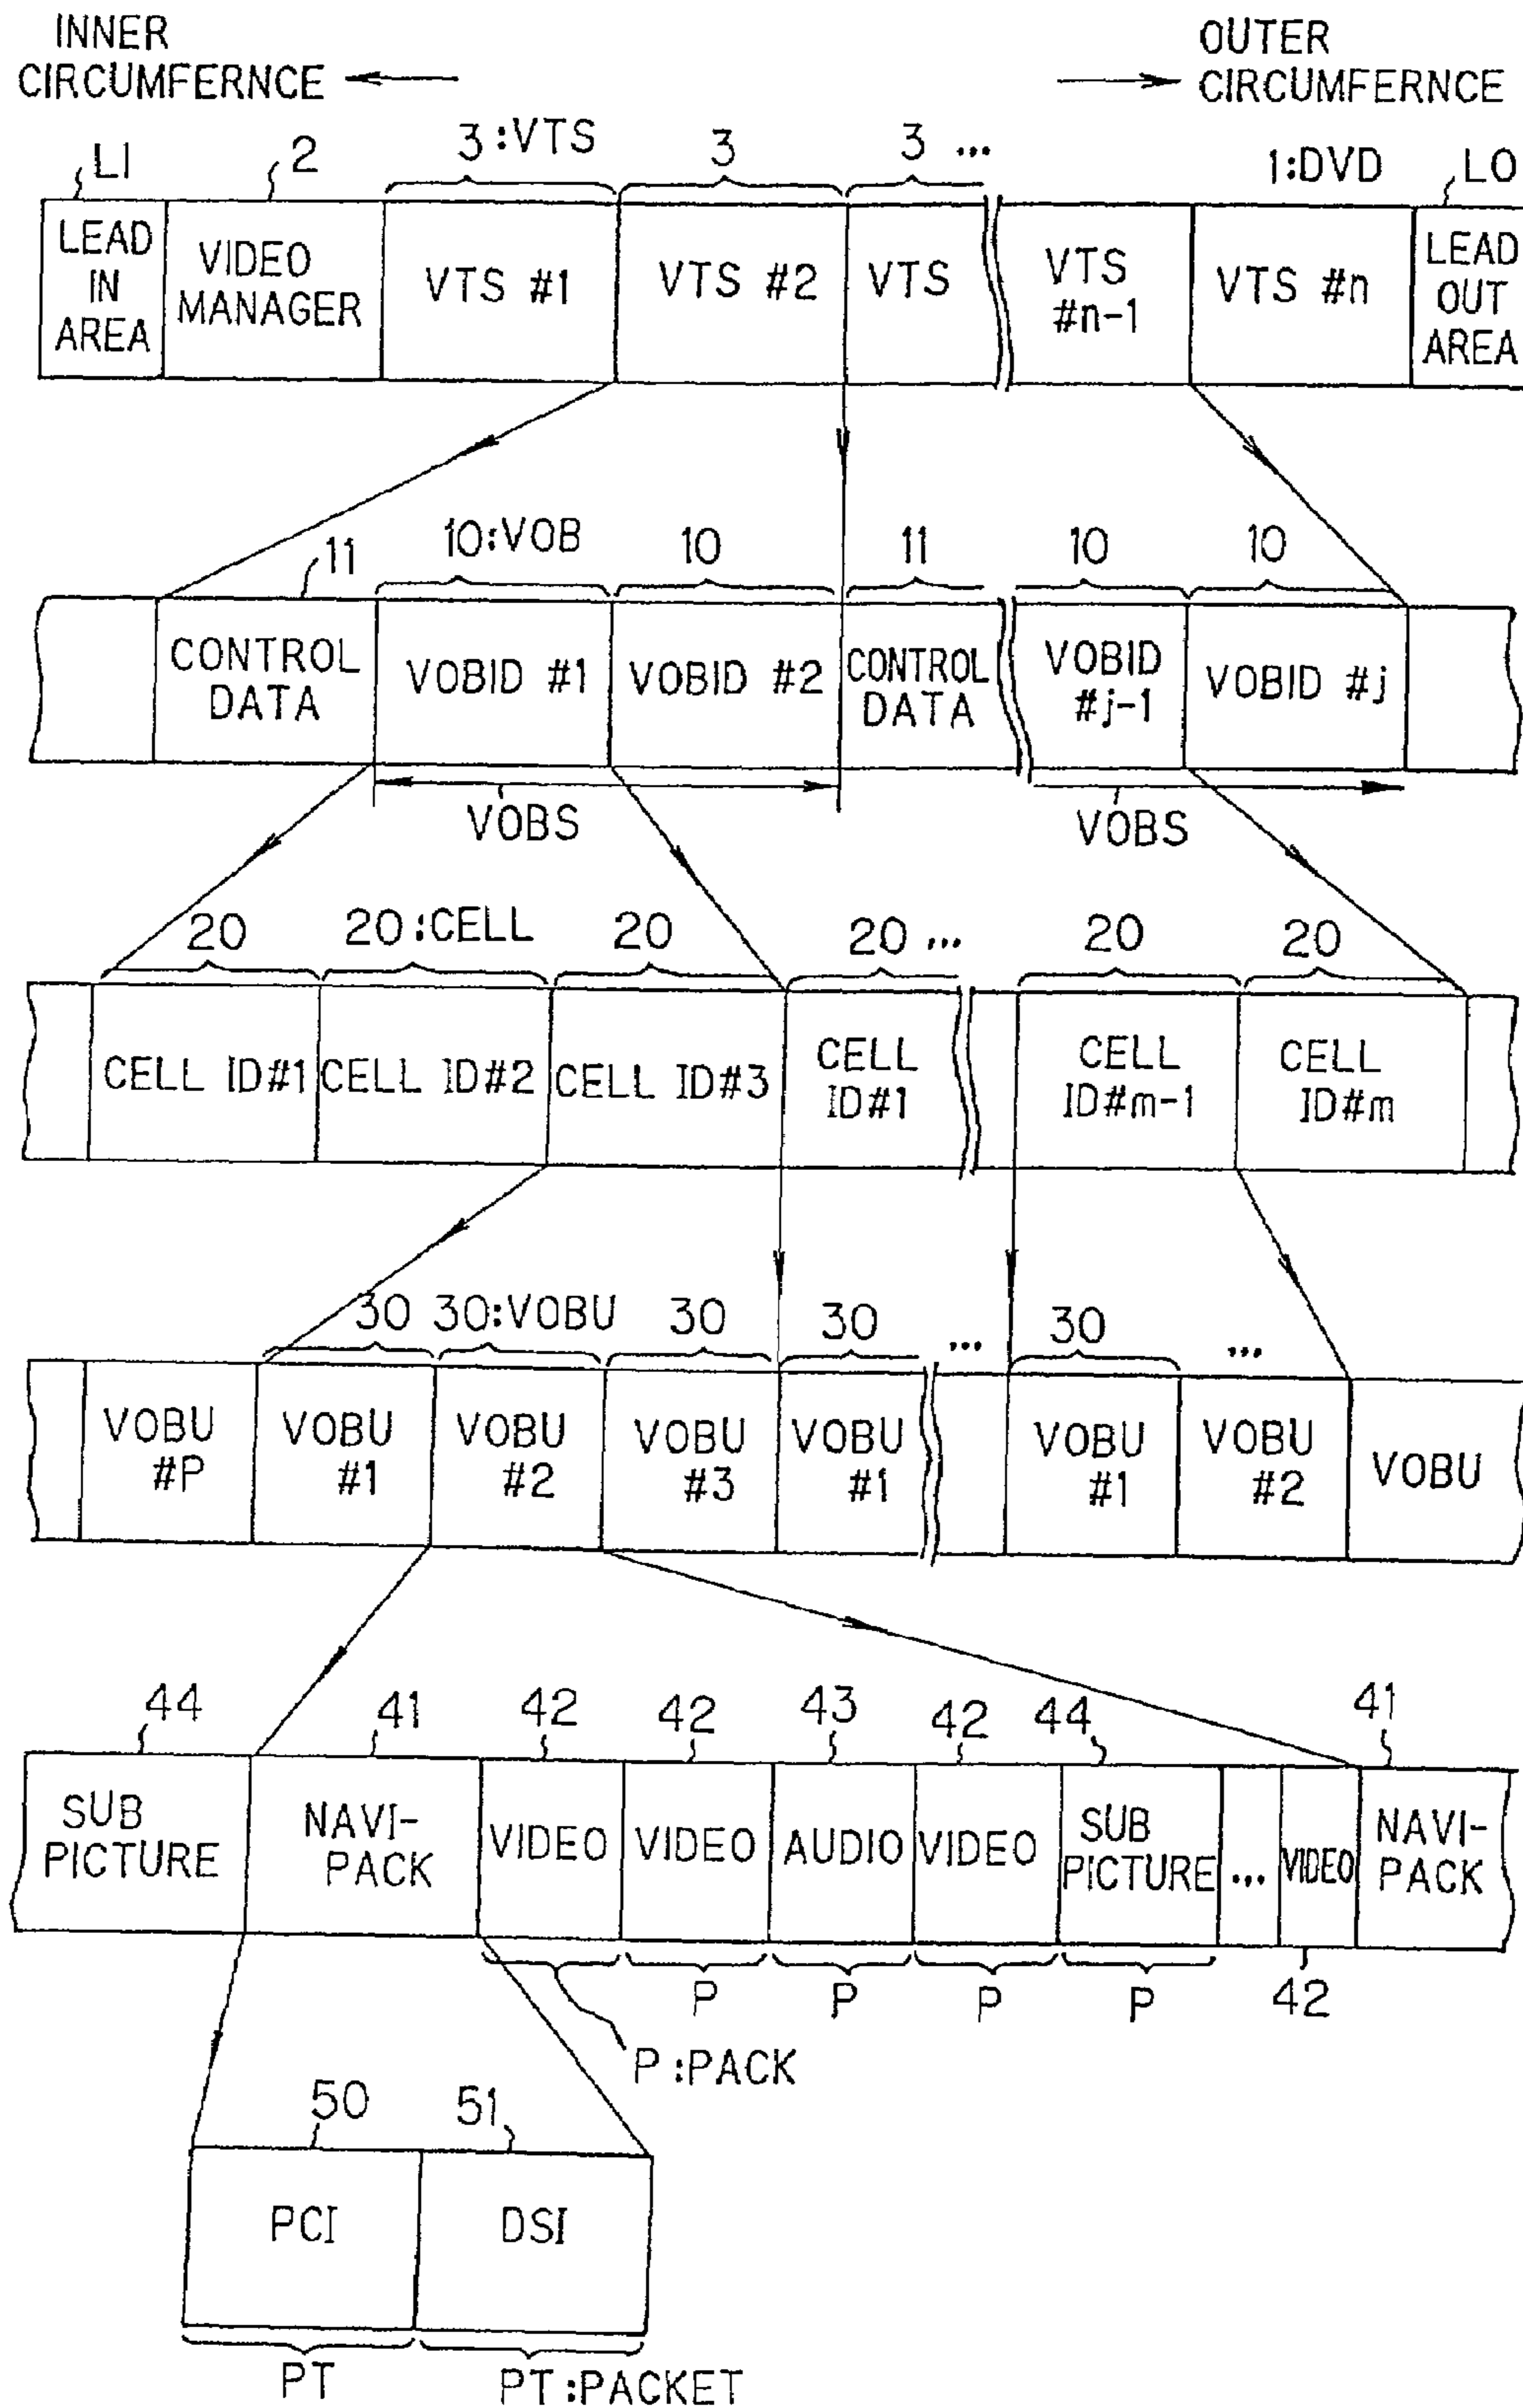 INNER
CIRCUMFERNCE
OUTER
CIRCUMFERNCE
LI
2
3:VTS
3
3 ...
1:DVD
LO
LEAD
IN
AREA
VIDEO
MANAGER
VTS #1
VTS #2
VTS
VTS
#n-1
VTS #n
LEAD
OUT
AREA
11
10:VOB
10
11
10
10
CONTROL
DATA
VOBID #1
VOBID #2
CONTROL
DATA
VOBID
#j-1
VOBID #j
VOBS
VOBS
20
20:CELL
20
20 ...
20
20
CELL ID#1
CELL ID#2
CELL ID#3
CELL
ID#1
CELL
ID#m-1
CELL
ID#m
30
30:VOBU
30
30
...
30
...
VOBU
#P
VOBU
#1
VOBU
#2
VOBU
#3
VOBU
#1
VOBU
#1
VOBU
#2
VOBU
44
41
42
42
43
42
44
41
SUB
PICTURE
NAVI-
PACK
VIDEO
VIDEO
AUDIO
VIDEO
SUB
PICTURE
...
VIDEO
NAVI-
PACK
P
P
P
P
42
P:PACK
50
51
PCI
DSI
PT
PT:PACKET